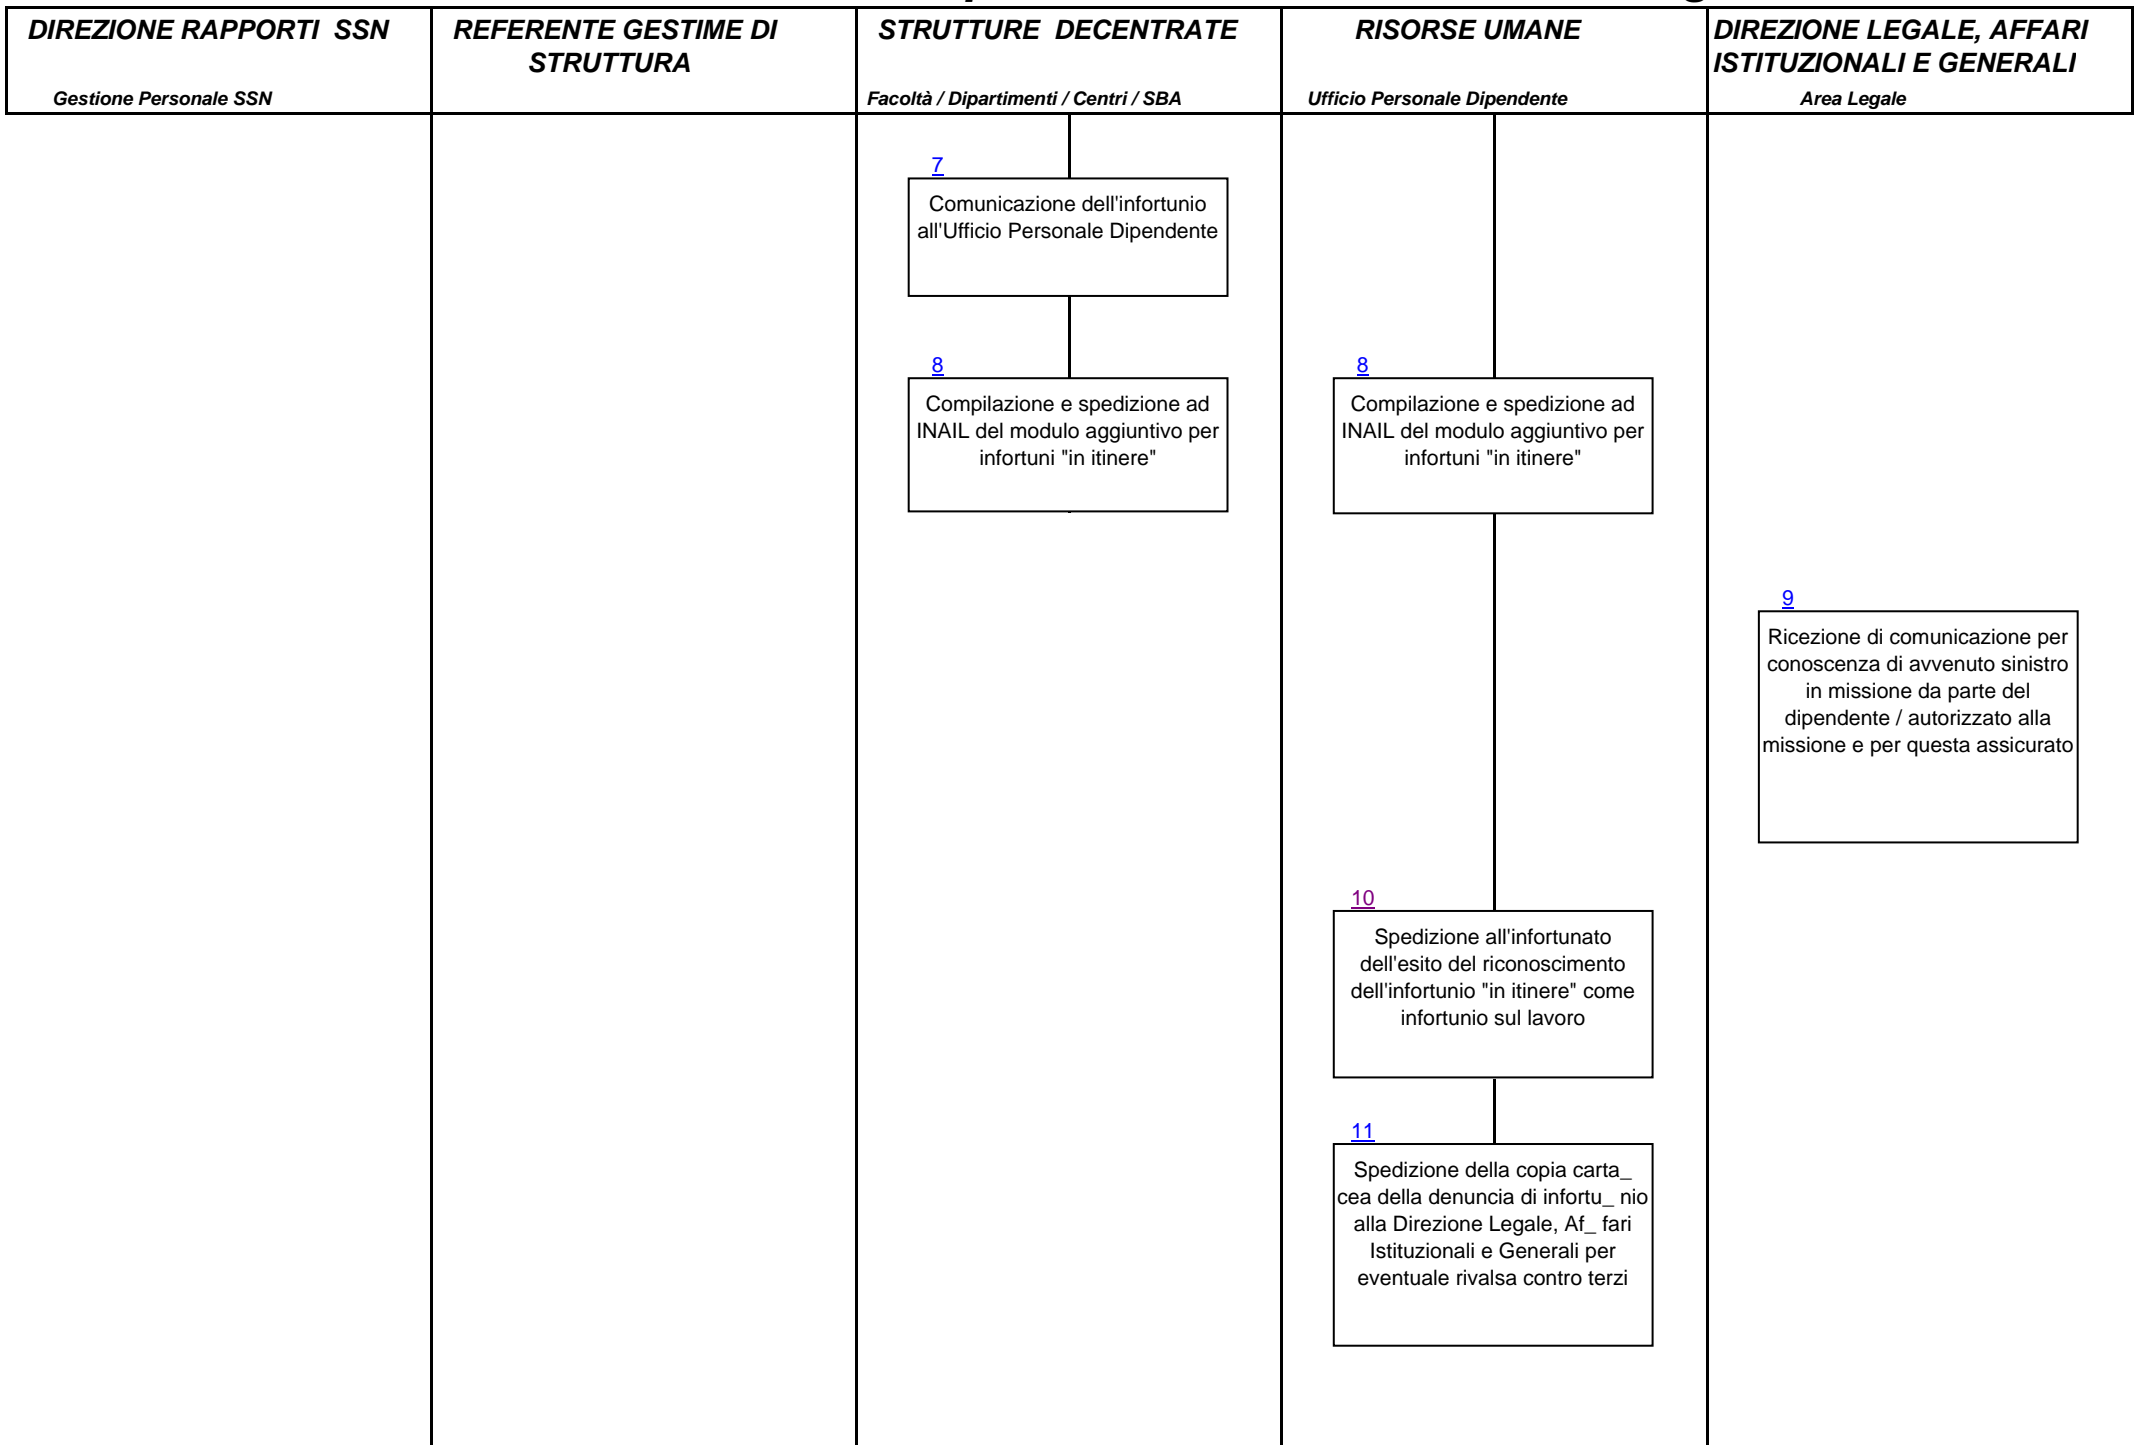 DIREZIONE RAPPORTI SSN
Gestione Personale SSN
REFERENTE GESTIME DI
STRUTTURA
STRUTTURE DECENTRATE
Facoltà / Dipartimenti / Centri / SBA
RISORSE UMANE
Ufficio Personale Dipendente
DIREZIONE LEGALE, AFFARI
ISTITUZIONALI E GENERALI
Area Legale
7
Comunicazione dell'infortunio
all'Ufficio Personale Dipendente
8
Compilazione e spedizione ad
INAIL del modulo aggiuntivo per
infortuni "in itinere"
8
Compilazione e spedizione ad
INAIL del modulo aggiuntivo per
infortuni "in itinere"
9
Ricezione di comunicazione per
conoscenza di avvenuto sinistro
in missione da parte del
dipendente / autorizzato alla
missione e per questa assicurato
10
Spedizione all'infortunato
dell'esito del riconoscimento
dell'infortunio "in itinere" come
infortunio sul lavoro
11
Spedizione della copia carta_
cea della denuncia di infortu_ nio
alla Direzione Legale, Af_ fari
Istituzionali e Generali per
eventuale rivalsa contro terzi